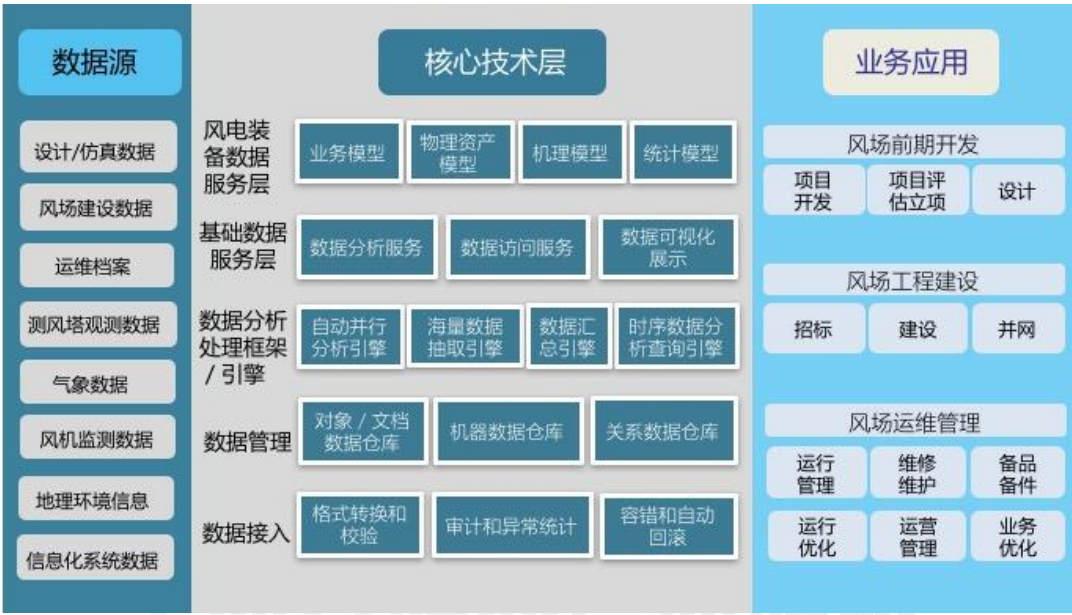 数据源
设计/仿真数据
风场建设数据
运维档案
测风塔观测数据
气象数据
风机监测数据
地理环境信息
信息化系统数据
核心技术层
风电装
备数据
服务层
业务模型
物理资产
模型
机理模型
统计模型
基础数据
服务层
数据分析服务
数据访问服务
数据可视化
展示
数据分析
处理框架
/ 引擎
自动并行
分析引擎
海量数据
抽取引擎
数据汇
总引擎
时序数据分
析查询引擎
数据管理
对象 / 文档
数据仓库
机器数据仓库
关系数据仓库
数据接入
格式转换和
校验
审计和异常统计
容错和自动
回滚
业务应用
风场前期开发
项目
开发
项目评
估立项
设计
风场工程建设
招标
建设
并网
风场运维管理
运行
管理
维修
维护
备品
备件
运行
优化
运营
管理
业务
优化